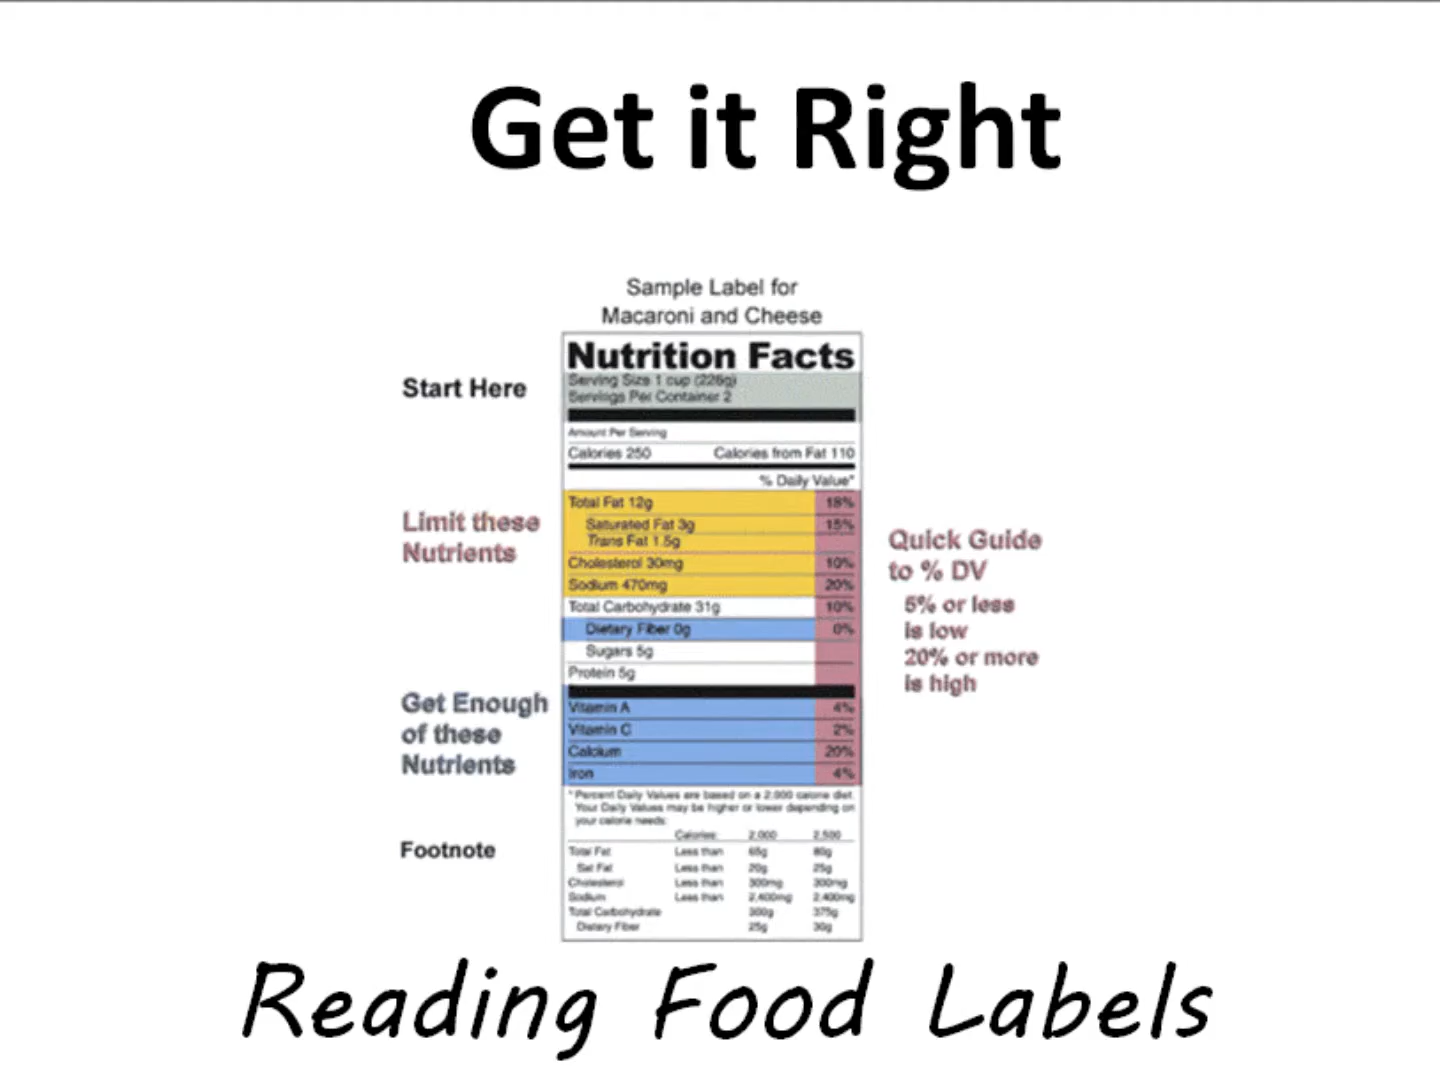 Get it Right
Sample Label for
Macaroni and Cheese
Nutrition Facts
Start Here
Serving Size 1 cup (228g)
Servings Per Container 2
Amount Per Serving
Calories 250 Calories from Fat 110
% Daily Value*
Limit these
Nutrients
Total Fat 12g 18%
Saturated Fat 3g 15%
Trans Fat 1.5g
Cholesterol 30mg 10%
Sodium 470mg 20%
Total Carbohydrate 31g 10%
Dietary Fiber 0g 0%
Sugars 5g
Protein 5g
Quick Guide
to % DV
5% or less
is low
20% or more
is high
Get Enough
of these
Nutrients
Vitamin A 4%
Vitamin C 2%
Calcium 20%
Iron 4%
Footnote
* Percent Daily Values are based on a 2,000 calorie diet.
Your Daily Values may be higher or lower depending on
your calorie needs:
Calories: 2,000 2,500
Total Fat Less than 65g 80g
Sat Fat Less than 20g 25g
Cholesterol Less than 300mg 300mg
Sodium Less than 2,400mg 2,400mg
Total Carbohydrate 300g 375g
Dietary Fiber 25g 30g
Reading Food Labels